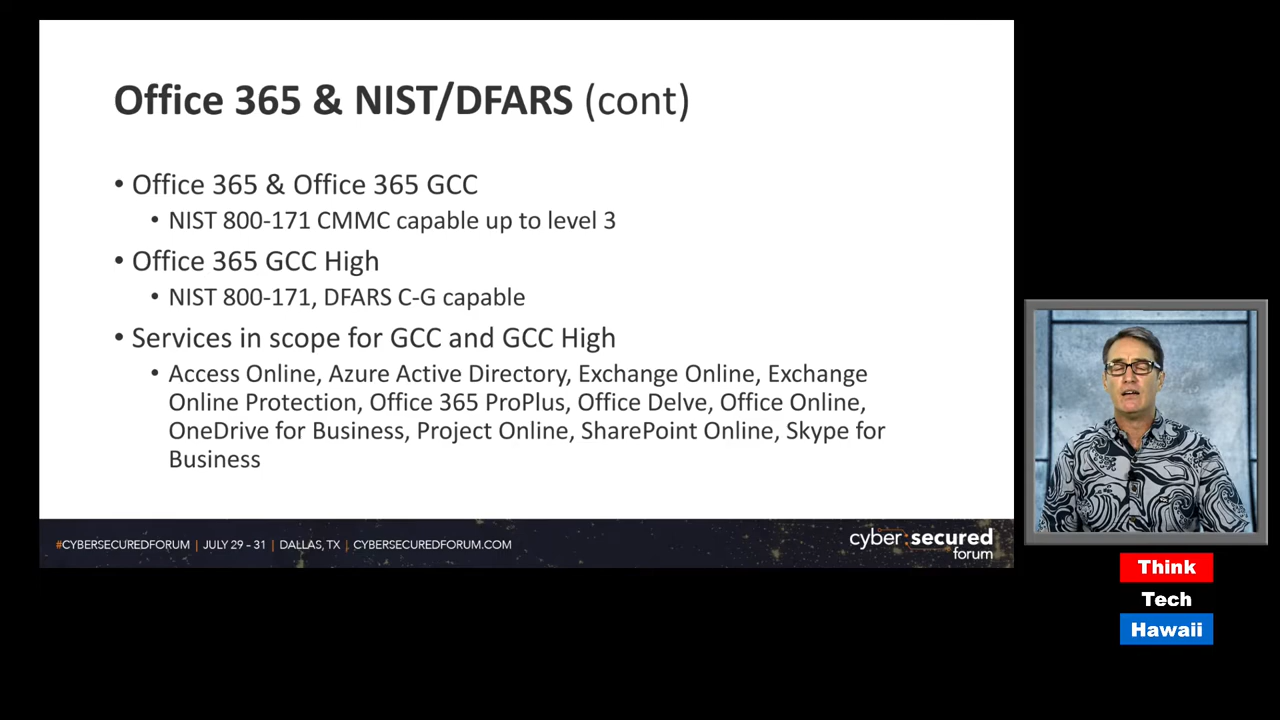 Office 365 & NIST/DFARS (cont)
• Office 365 & Office 365 GCC
• NIST 800-171 CMMC capable up to level 3
• Office 365 GCC High
• NIST 800-171, DFARS C-G capable
• Services in scope for GCC and GCC High
• Access Online, Azure Active Directory, Exchange Online, Exchange
Online Protection, Office 365 ProPlus, Office Delve, Office Online,
OneDrive for Business, Project Online, SharePoint Online, Skype for
Business
#CYBERSECUREDFORUM | JULY 29 - 31 | DALLAS, TX | CYBERSECUREDFORUM.COM
cyber:secured
forum
Think
Tech
Hawaii